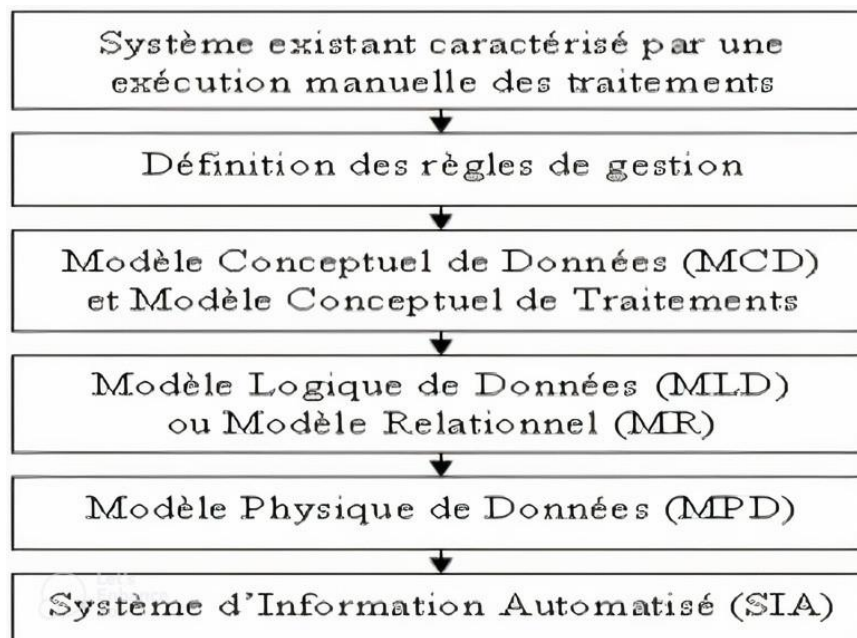 Système existant caractérisé par une
exécution manuelle des traitements
Définition des règles de gestion
Modèle Conceptuel de Données (MCD)
et Modèle Conceptuel de Traitements
Modèle Logique de Données (MLD)
ou Modèle Relationnel (MR)
Modèle Physique de Données (MPD)
Let's
Enhance
Système d'Information Automatisé (SIA)